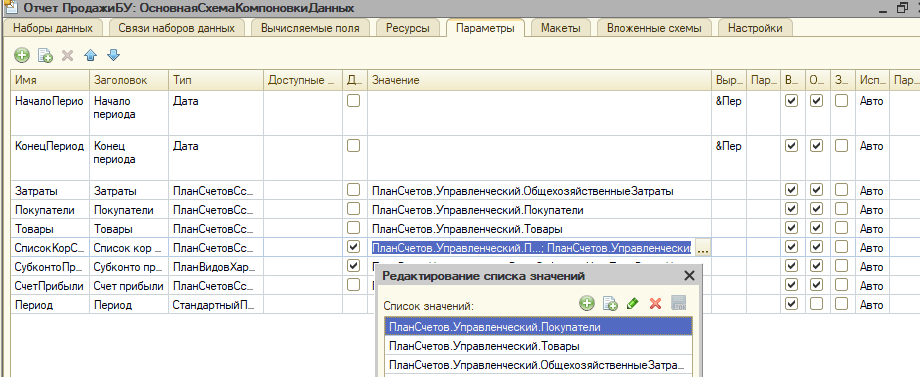 Отчет ПродажиБУ: ОсновнаяСхемаКомпоновкиДанных
Наборы данных Связи наборов данных Вычисляемые поля Ресурсы Параметры Макеты Вложенные схемы Настройки
Имя Заголовок Тип Доступные ... Д... Значение Выр... Пар... В... О... З... Исп... Пар...
НачалоПерио Начало периода Дата &Пер Авто
КонецПериод Конец периода Дата &Пер Авто
Затраты Затраты ПланСчетовСс... ПланСчетов.Управленческий.ОбщехозяйственныеЗатраты Авто
Покупатели Покупатели ПланСчетовСс... ПланСчетов.Управленческий.Покупатели Авто
Товары Товары ПланСчетовСс... ПланСчетов.Управленческий.Товары Авто
СписокКорС... Список кор ... ПланСчетовСс... ПланСчетов.Управленческий.П...; ПланСчетов.Управленчески ... Авто
СубконтоПр... Субконто пр... ПланВидовХар... Авто
СчетПрибыли Счет прибыли ПланСчетовСс... Авто
Период Период СтандартныйП... Авто
Редактирование списка значений
Список значений:
ПланСчетов.Управленческий.Покупатели
ПланСчетов.Управленческий.Товары
ПланСчетов.Управленческий.ОбщехозяйственныеЗатра...